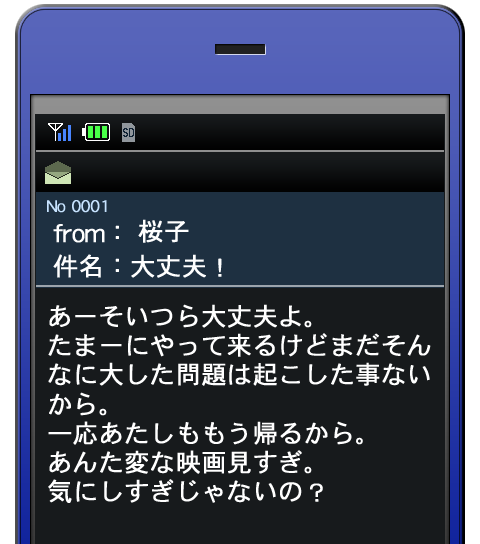 SD
No 0001
from： 桜子
件名：大丈夫！
あーそいつら大丈夫よ。
たまーにやって来るけどまだそん
なに大した問題は起こした事ない
から。
一応あたしももう帰るから。
あんた変な映画見すぎ。
気にしすぎじゃないの？